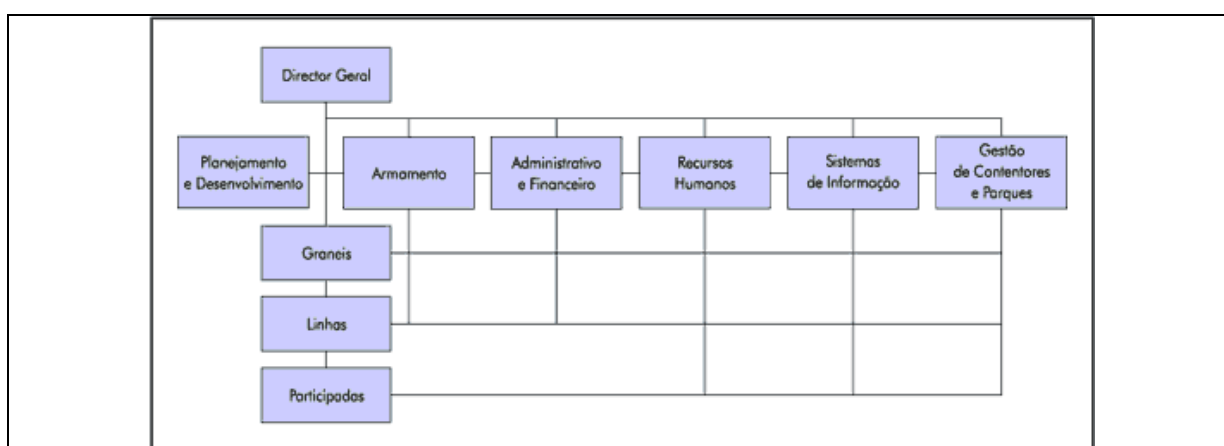 Director Geral
Planejamento
e Desenvolvimento
Armamento
Administrativo
e Financeiro
Recursos
Humanos
Sistemas
de Informação
Gestão
de Contentores
e Parques
Graneis
Linhas
Participadas